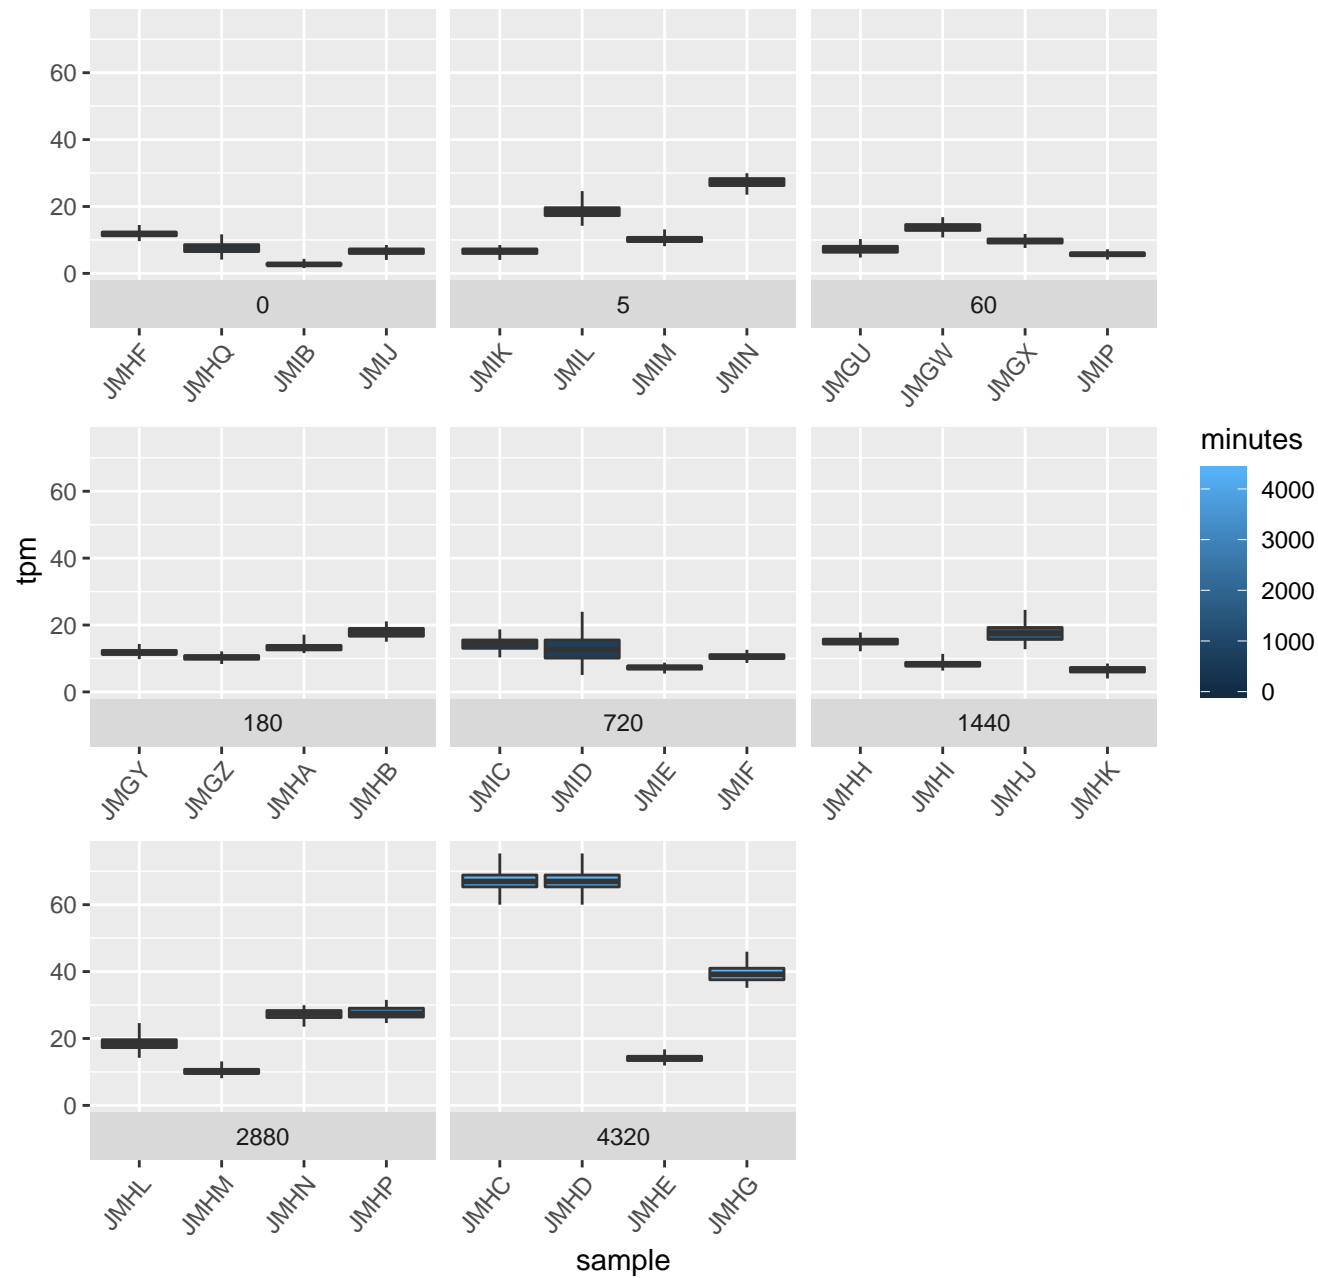 60
40
20
0
0 5 60
JMHF JMHQ JMIB JMIJ JMIK JMIL JMIM JMIN JMGU JMGW JMGX JMIP
60
40
20
0
180 720 1440
JMGY JMGZ JMHA JMHB JMIC JMID JMIE JMIF JMHH JMHI JMHJ JMHK
60
40
20
0
2880 4320
JMHL JMHM JMHN JMHP JMHC JMHD JMHE JMHG
sample
tpm
minutes
4000
3000
2000
1000
0